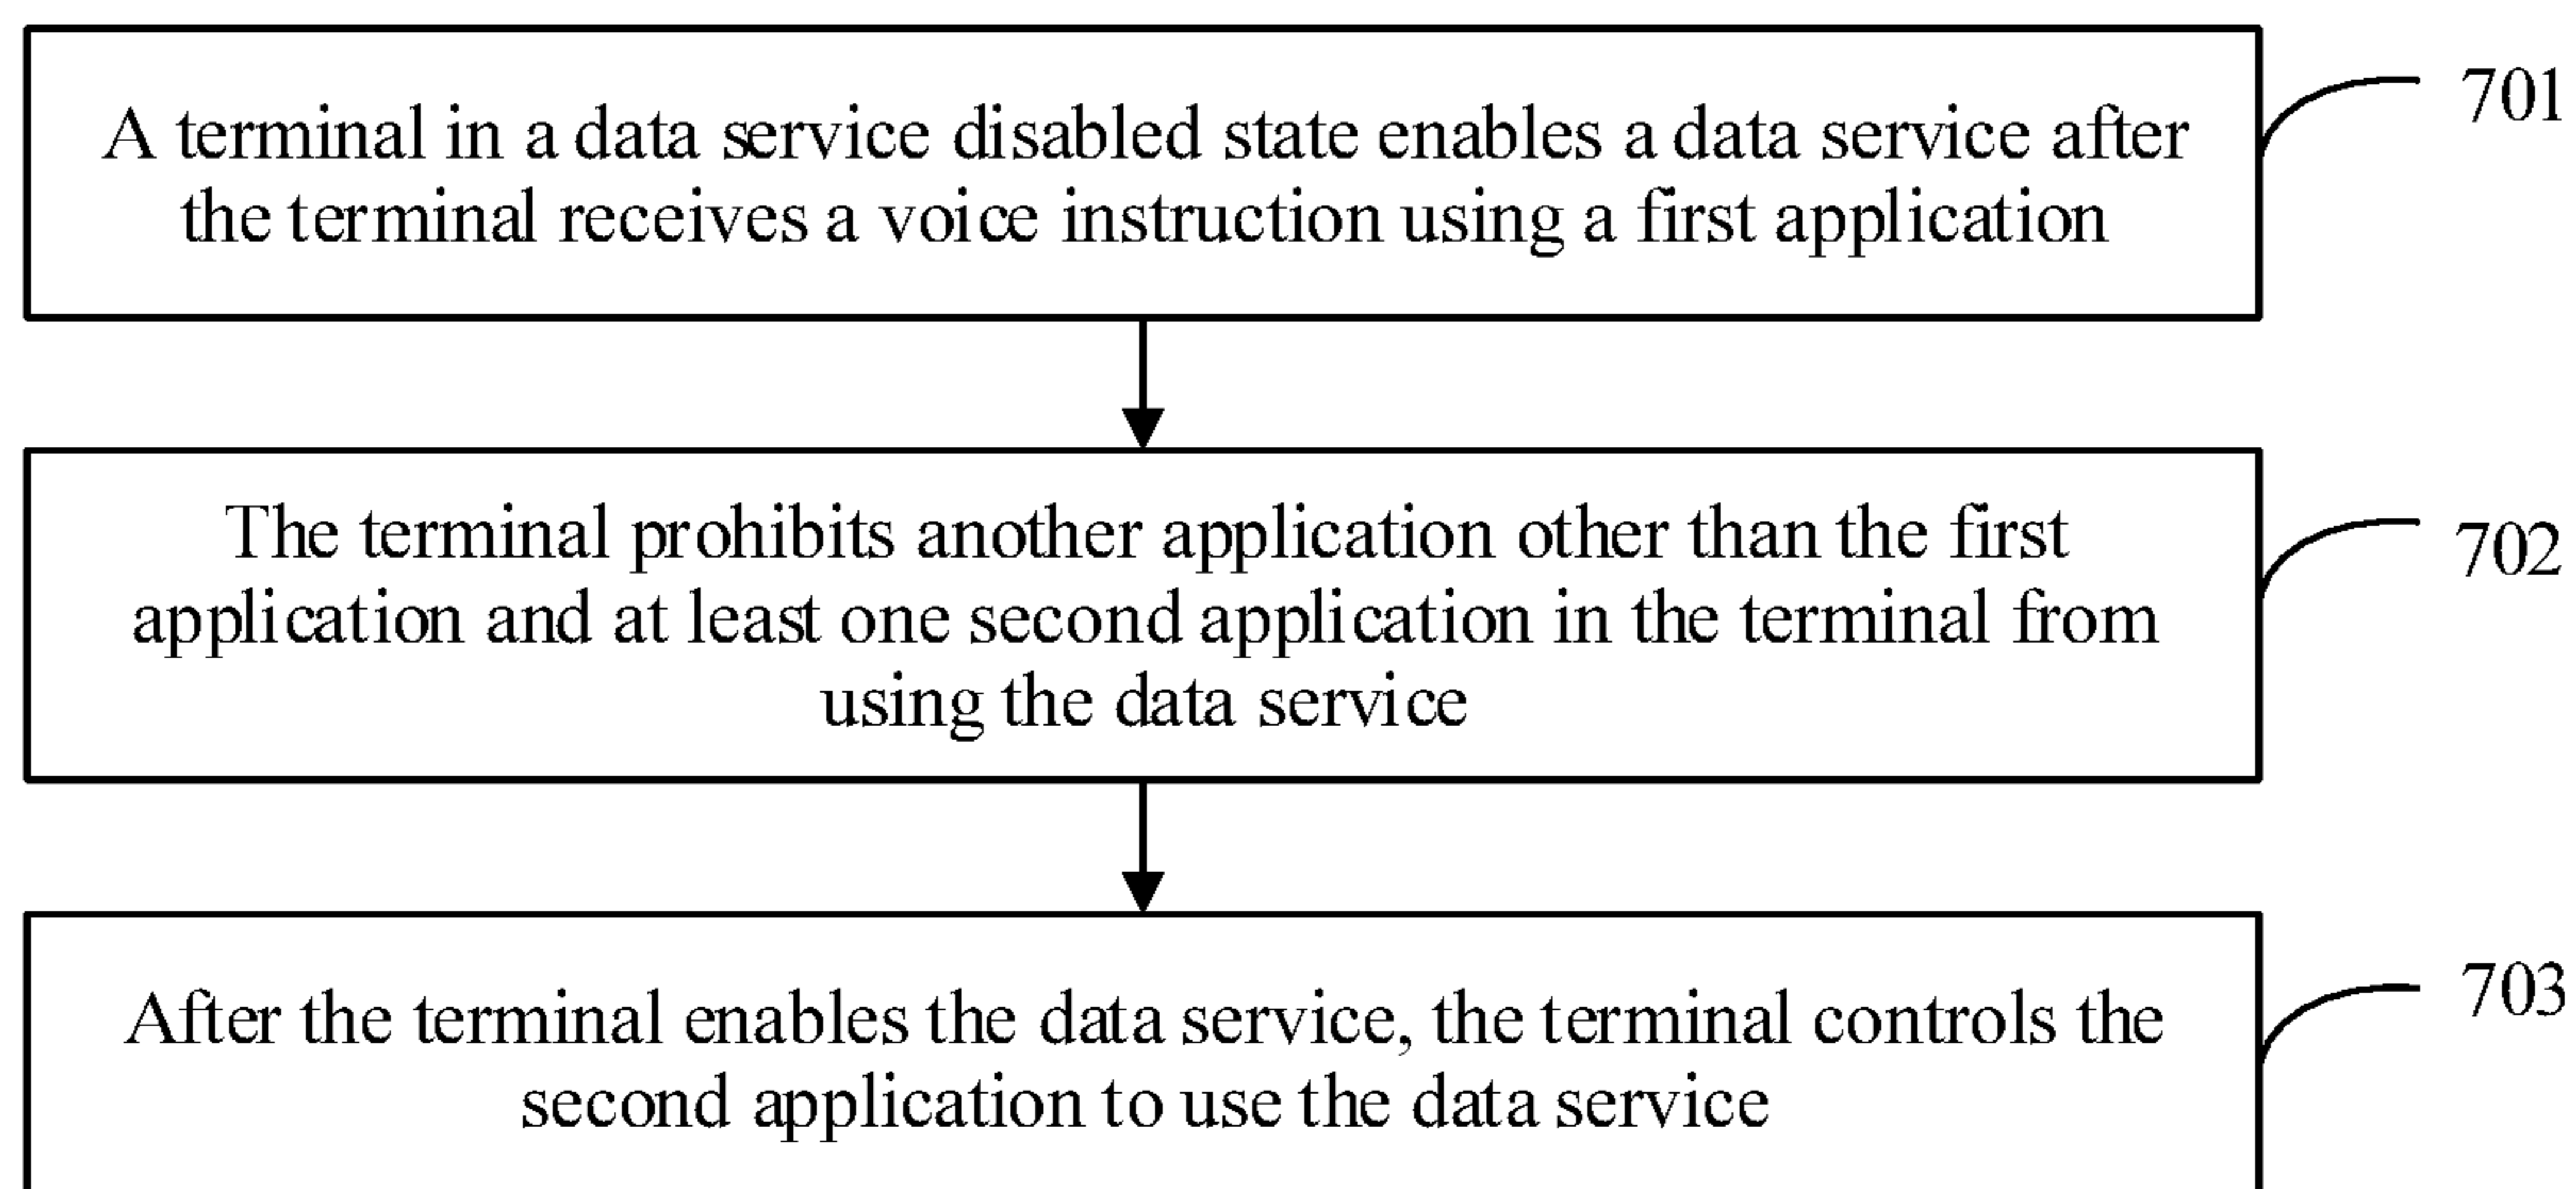 A terminal in a data service disabled state enables a data service after
the terminal receives a voice instruction using a first application
701
The terminal prohibits another application other than the first
application and at least one second application in the terminal from
using the data service
702
After the terminal enables the data service, the terminal controls the
second application to use the data service
703